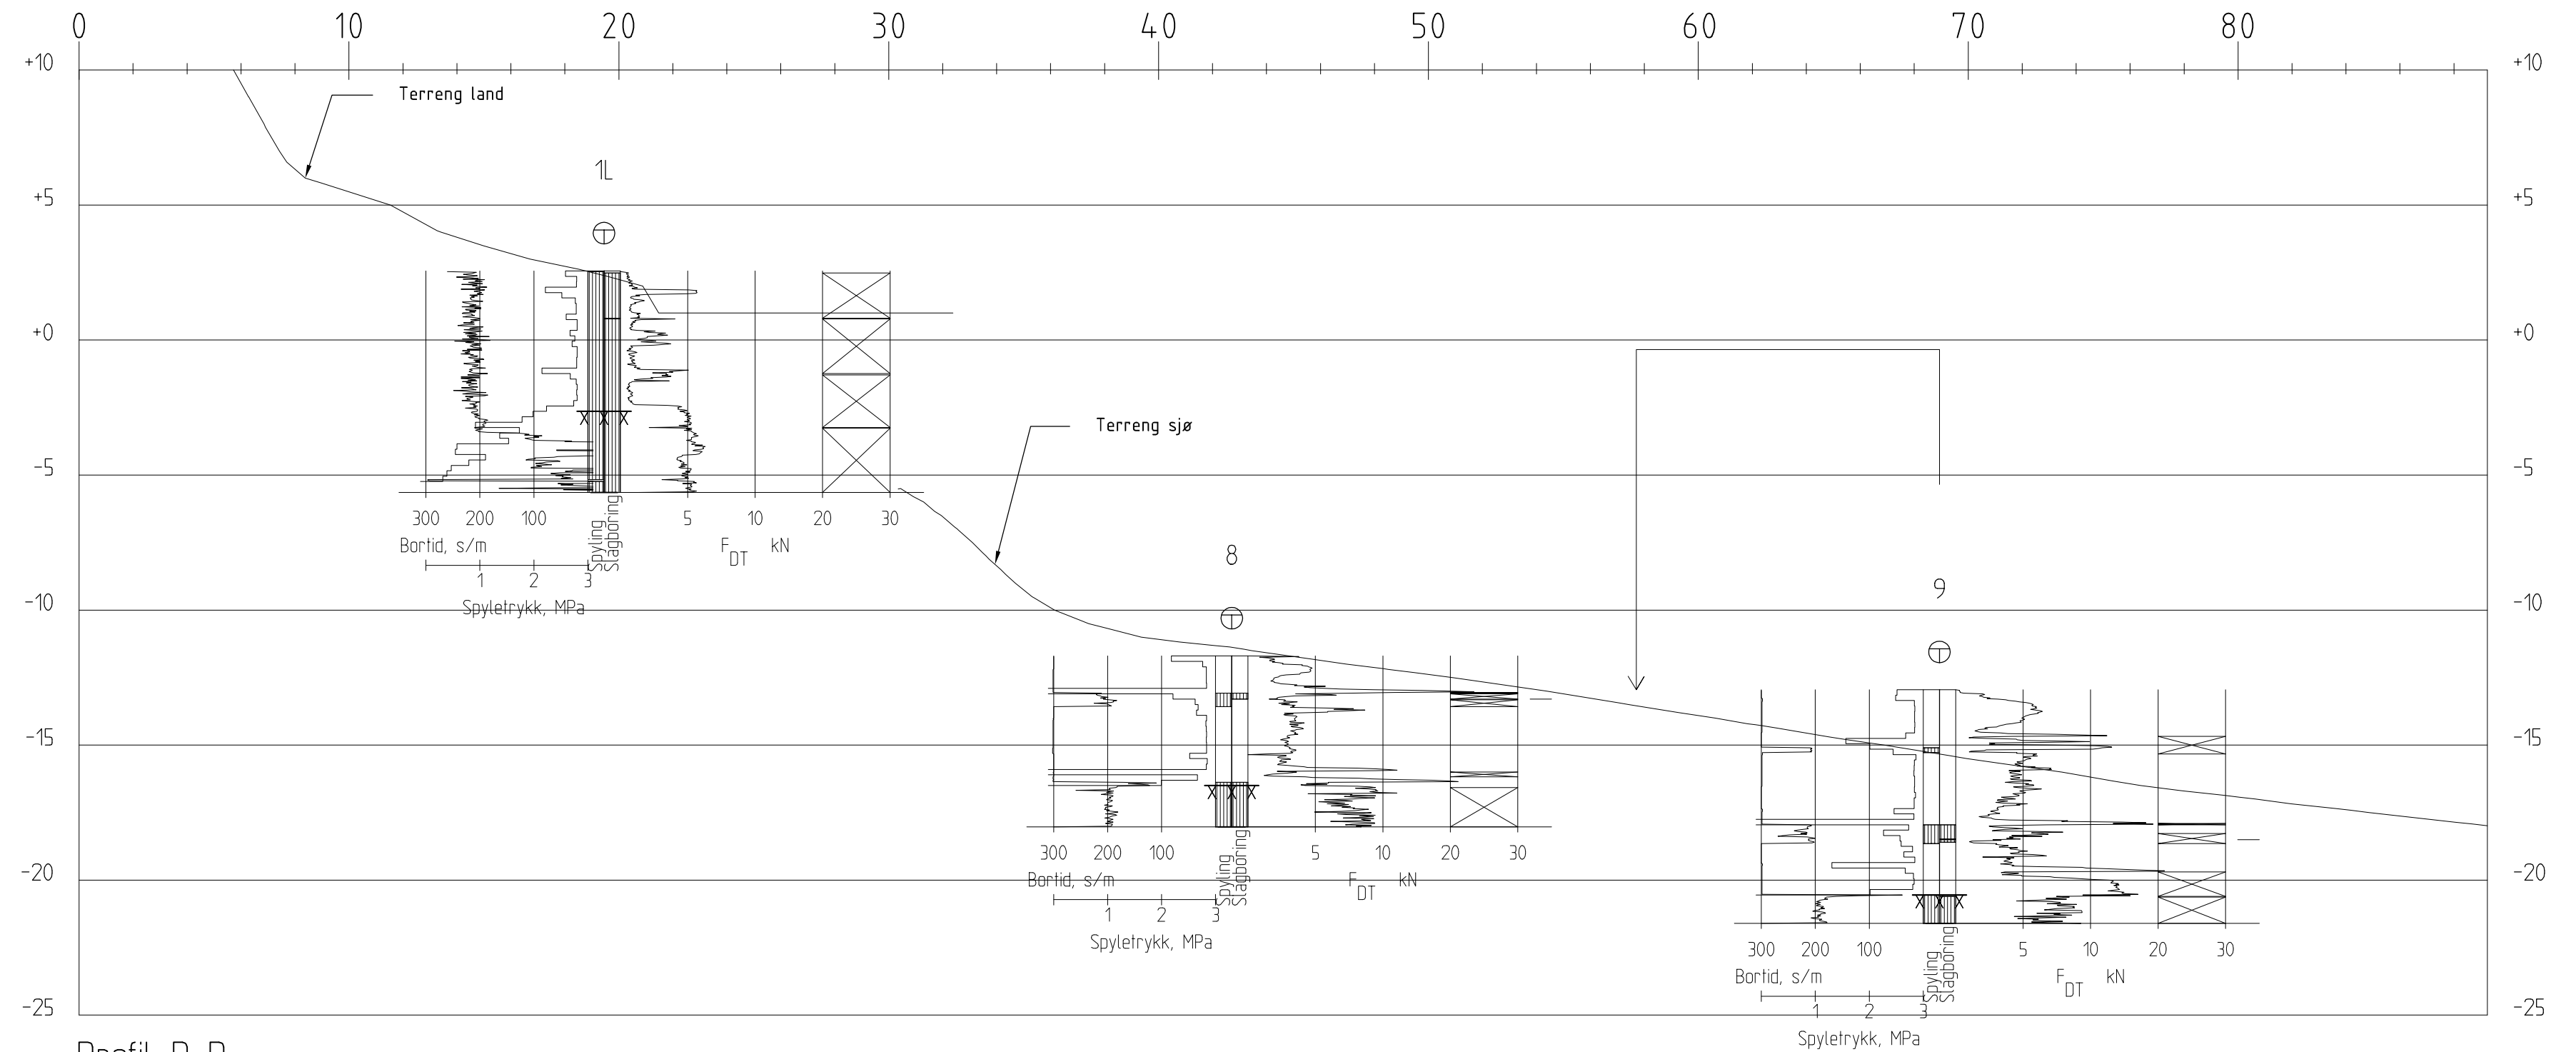 0 10 20 30 40 50 60 70 80
+10 +10
Terreng land
1L
+5 +5
+0 +0
Terreng sjø
-5 -5
300 200 100 Spyling Slagboring 5 10 20 30
Bortid, s/m F DT kN
1 2 3
Spyletrykk, MPa
8
9
-10 -10
-15 -15
300 200 100 Spyling Slagboring 5 10 20 30
Bortid, s/m F DT kN
1 2 3
Spyletrykk, MPa
-20 -20
300 200 100 Spyling Slagboring 5 10 20 30
Bortid, s/m F DT kN
1 2 3
Spyletrykk, MPa
-25 -25